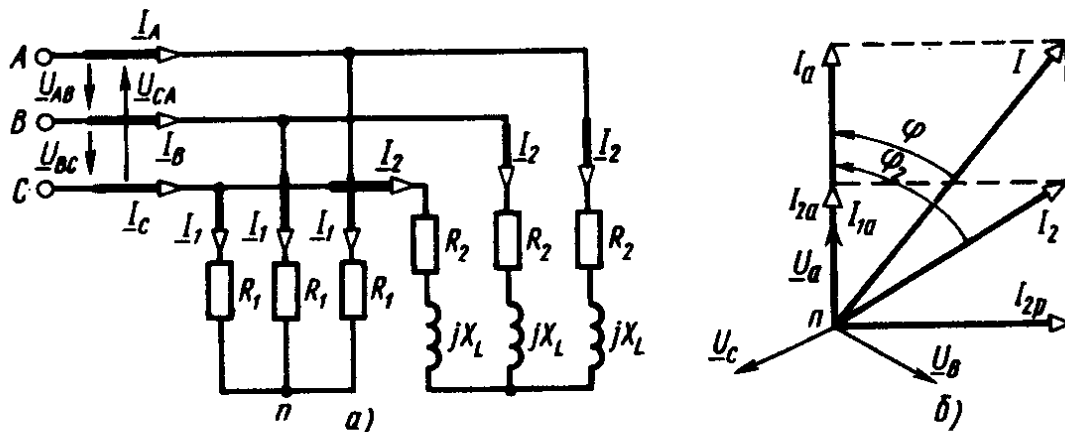 A
I_A
U_AB
U_CA
B
I_B
U_BC
C
I_C
I_2
I_2
I_2
I_1
I_1
I_1
R_1
R_1
R_1
R_2
R_2
R_2
jX_L
jX_L
jX_L
n
а)
I_a
I
φ
φ_2
I_2a
I_1a
I_2
U_a
n
I_2p
U_c
U_в
б)